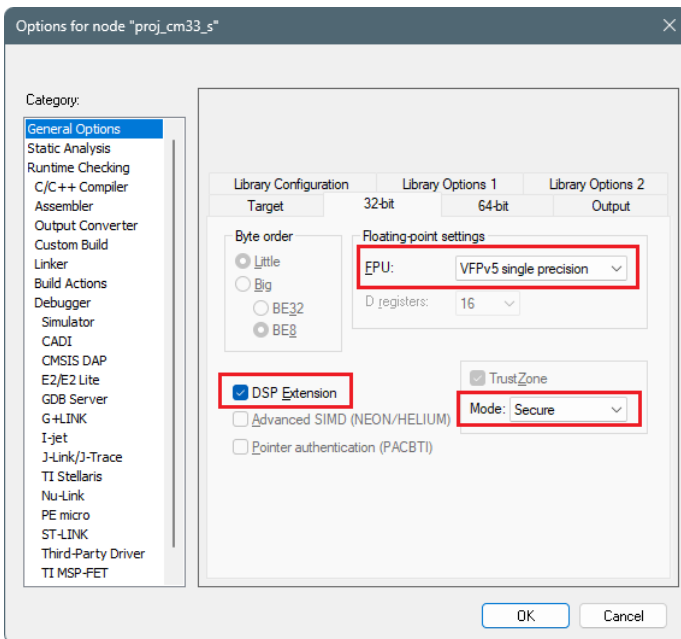 Options for node "proj_cm33_s"
Category:
General Options
Static Analysis
Runtime Checking
C/C++ Compiler
Assembler
Output Converter
Custom Build
Linker
Build Actions
Debugger
Simulator
CADI
CMSIS DAP
E2/E2 Lite
GDB Server
G+LINK
I-jet
J-Link/J-Trace
TI Stellaris
Nu-Link
PE micro
ST-LINK
Third-Party Driver
TI MSP-FET
Library Configuration Library Options 1 Library Options 2
Target 32-bit 64-bit Output
Byte order
Little
Big
BE32
BE8
Floating-point settings
FPU: VFPv5 single precision
D registers: 16
DSP Extension
Advanced SIMD (NEON/HELIUM)
Pointer authentication (PACBTI)
TrustZone
Mode: Secure
OK Cancel